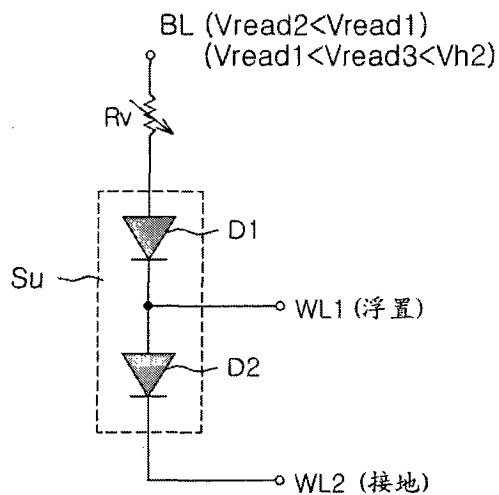 BL (Vread2<Vread1)
(Vread1<Vread3<Vh2)
Rv
D1
Su
WL1 (浮置)
D2
WL2 (接地)